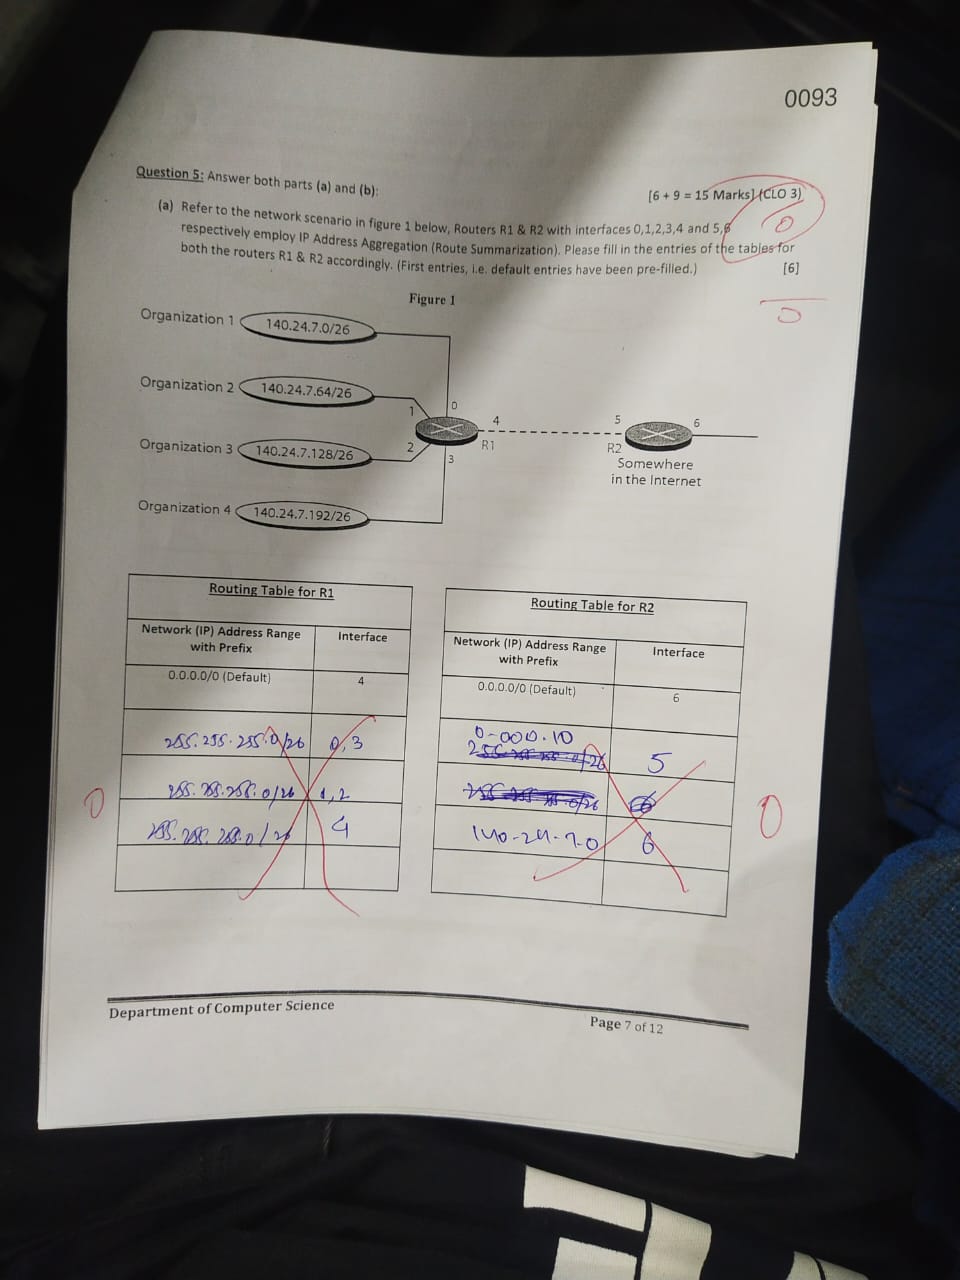 0093
Question 5: Answer both parts (a) and (b):
[6 + 9 = 15 Marks] (CLO 3)
0
(a) Refer to the network scenario in figure 1 below, Routers R1 & R2 with interfaces 0,1,2,3,4 and 5,6
respectively employ IP Address Aggregation (Route Summarization). Please fill in the entries of the tables for
both the routers R1 & R2 accordingly. (First entries, i.e. default entries have been pre-filled.)
[6]
0
Figure 1
Organization 1 140.24.7.0/26
Organization 2 140.24.7.64/26
Organization 3 140.24.7.128/26
Organization 4 140.24.7.192/26
0
1
2
3
4
R1
5
6
R2
Somewhere
in the Internet
Routing Table for R1
Network (IP) Address Range
with Prefix
Interface
0.0.0.0/0 (Default) 4
255.255.255.0/26 0,3
255.255.255.0/26 1,2
255.255.255.0/26 4
0
Routing Table for R2
Network (IP) Address Range
with Prefix
Interface
0.0.0.0/0 (Default) 6
5
140-24-7-0 6
0
Department of Computer Science
Page 7 of 12